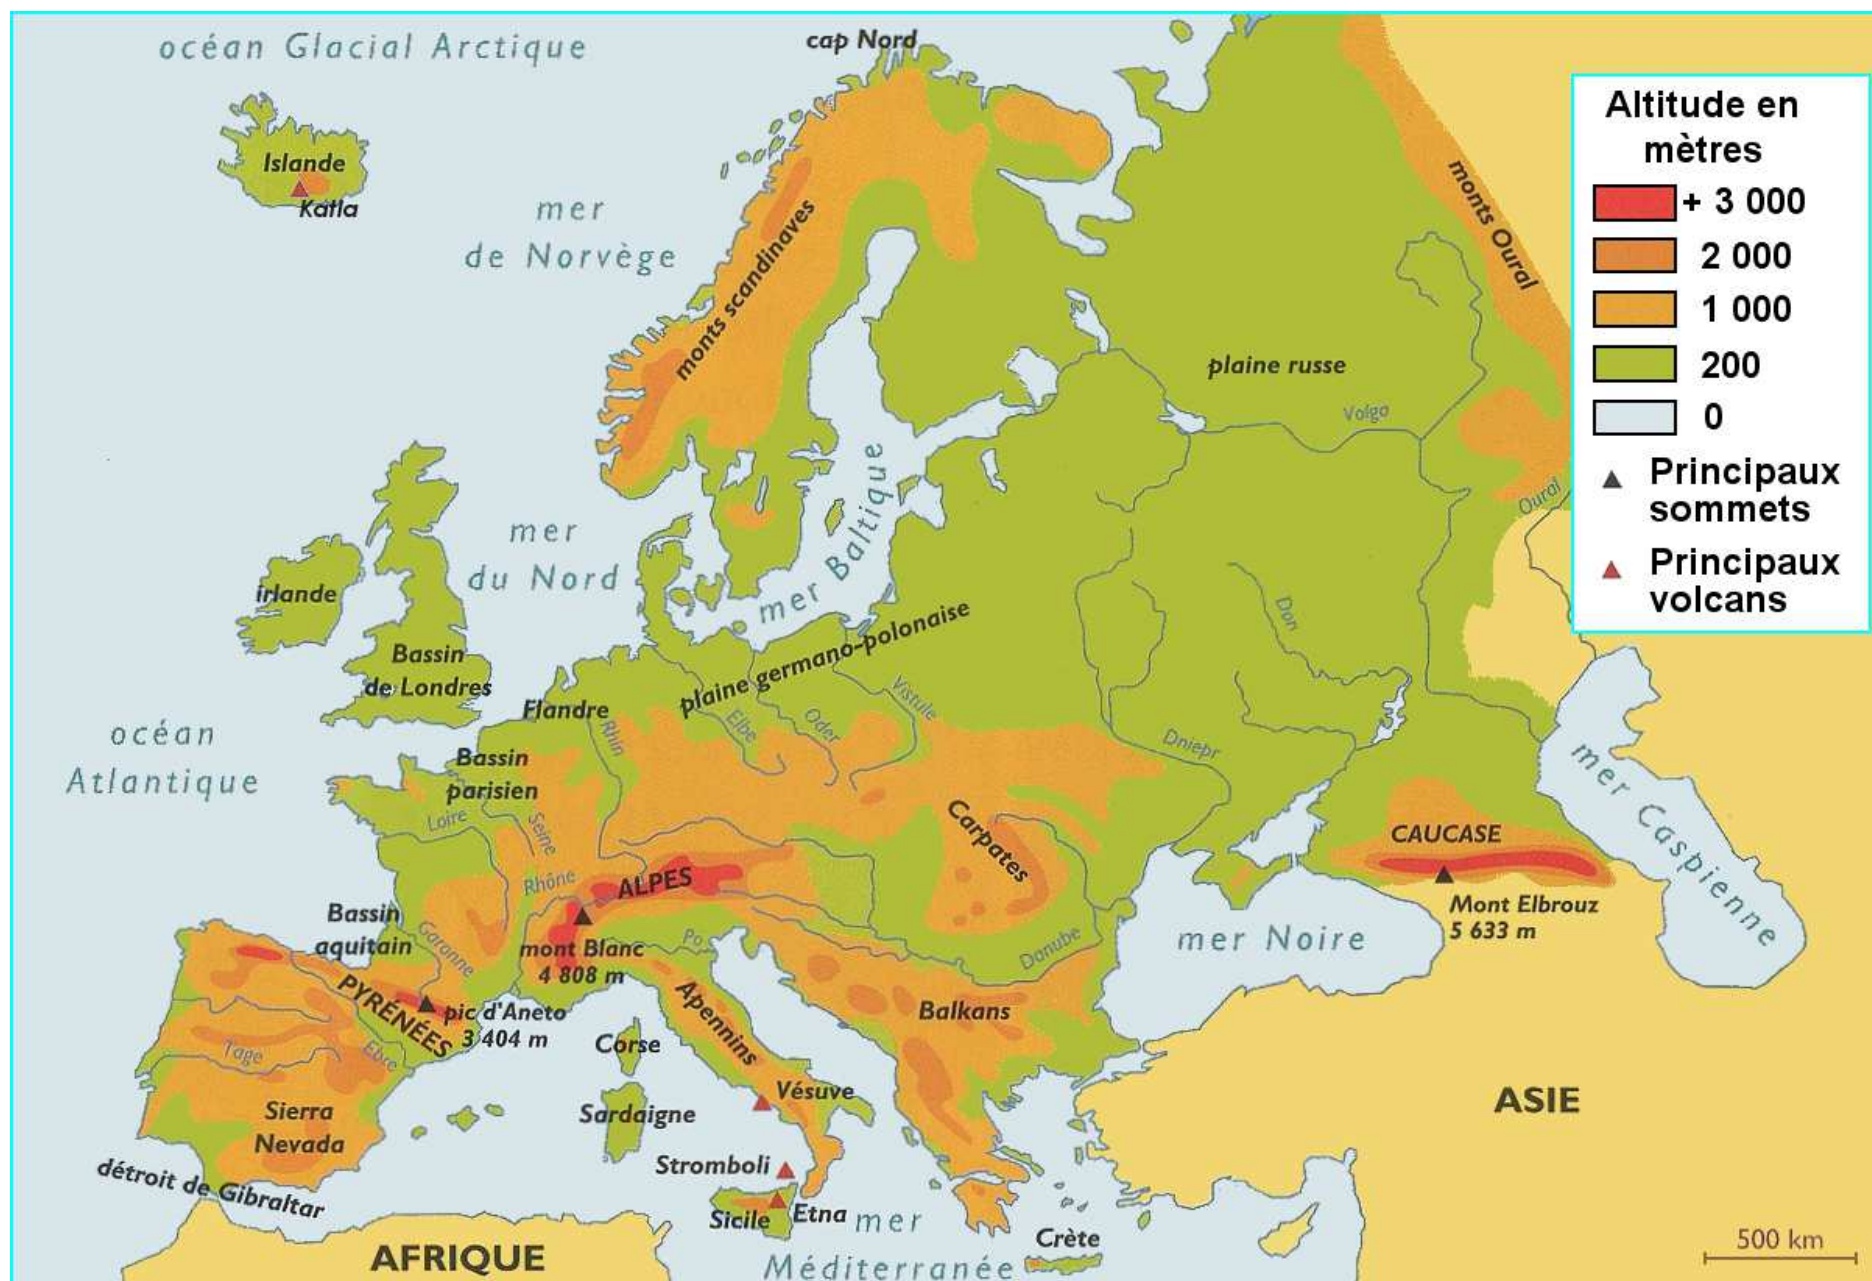 océan Glacial Arctique
cap Nord
Altitude en
mètres
+ 3 000
2 000
1 000
200
0
Principaux
sommets
Principaux
volcans
Islande
Katla
mer
de Norvège
monts scandinaves
monts Oural
plaine russe
Volga
Oural
mer
du Nord
mer Baltique
irlande
Bassin
de Londres
plaine germano-polonaise
Don
Flandre
Rhin
Elbe
Oder
Vistule
Dniepr
océan
Atlantique
Bassin
parisien
Loire
Seine
Carpates
CAUCASE
mer Caspienne
Rhône
ALPES
Mont Elbrouz
5 633 m
Bassin
aquitain
Garonne
mont Blanc
4 808 m
Po
Danube
mer Noire
PYRÉNÉES
pic d'Aneto
3 404 m
Apennins
Balkans
Corse
Tage
Ebre
Vésuve
Sardaigne
Sierra
Nevada
ASIE
Stromboli
détroit de Gibraltar
Sicile
Etna
mer
Méditerranée
Crète
AFRIQUE
500 km